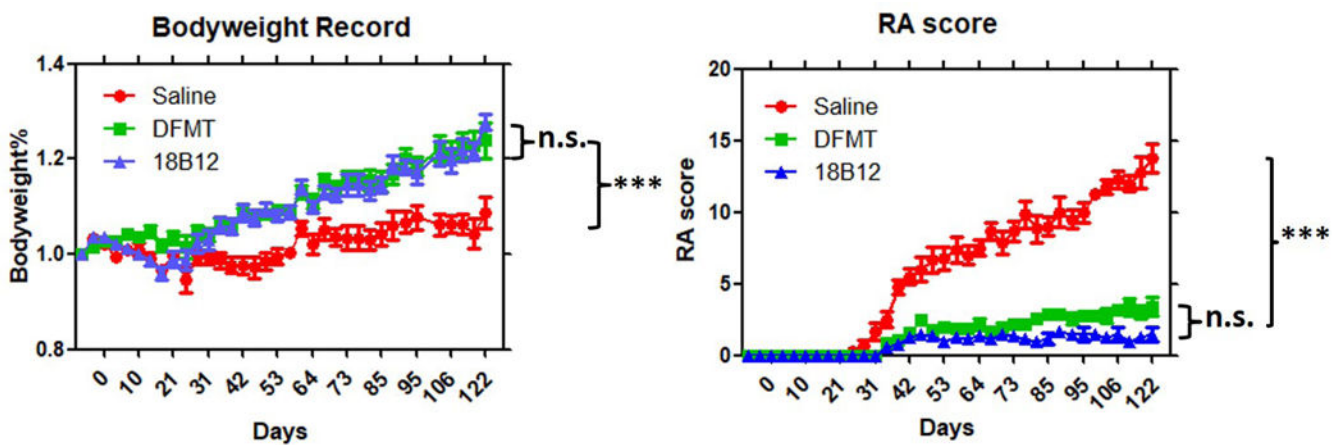 Bodyweight Record
Bodyweight%
1.4
1.2
1.0
0.8
Saline
DFMT
18B12
n.s.
***
0 10 21 31 42 53 64 73 85 95 106 122
Days
RA score
RA score
20
15
10
5
0
Saline
DFMT
18B12
***
n.s.
0 10 21 31 42 53 64 73 85 95 106 122
Days